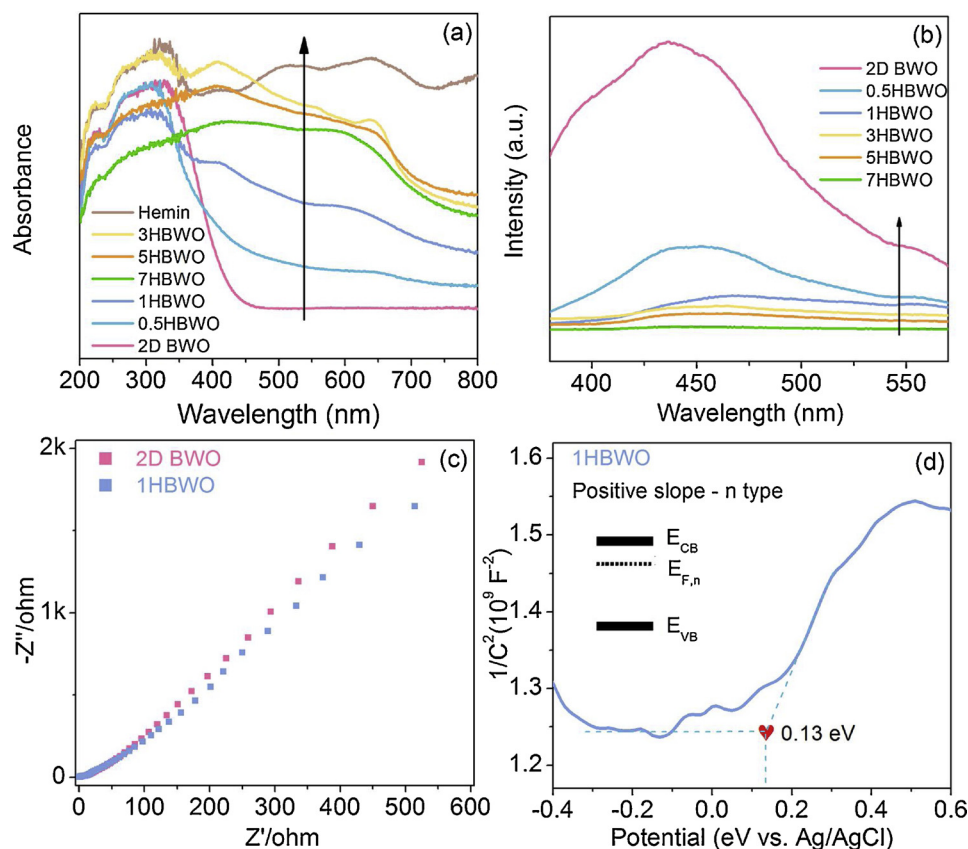 (a)
Absorbance
Hemin
3HBWO
5HBWO
7HBWO
1HBWO
0.5HBWO
2D BWO
200 300 400 500 600 700 800
Wavelength (nm)
(b)
Intensity (a.u.)
2D BWO
0.5HBWO
1HBWO
3HBWO
5HBWO
7HBWO
400 450 500 550
Wavelength (nm)
(c)
2D BWO
1HBWO
-Z''/ohm
2k
1k
0
0 100 200 300 400 500 600
Z'/ohm
(d)
1HBWO
Positive slope - n type
E_CB
E_F,n
E_VB
0.13 eV
1/C² (10⁹ F⁻²)
1.6
1.5
1.4
1.3
1.2
-0.4 -0.2 0.0 0.2 0.4 0.6
Potential (eV vs. Ag/AgCl)